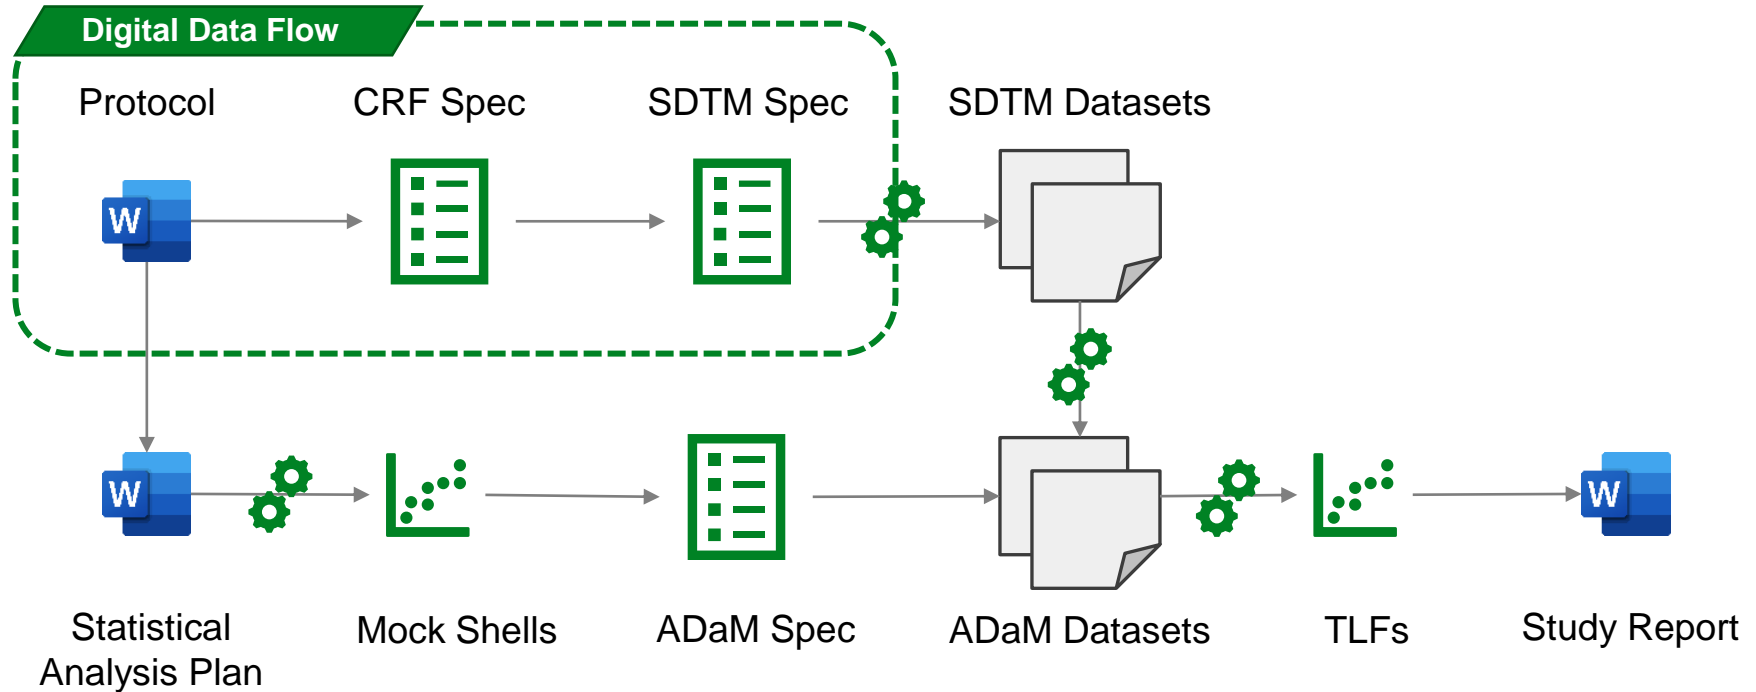 Digital Data Flow
Protocol
CRF Spec
SDTM Spec
SDTM Datasets
W
W
W
Statistical
Analysis Plan
Mock Shells
ADaM Spec
ADaM Datasets
TLFs
Study Report